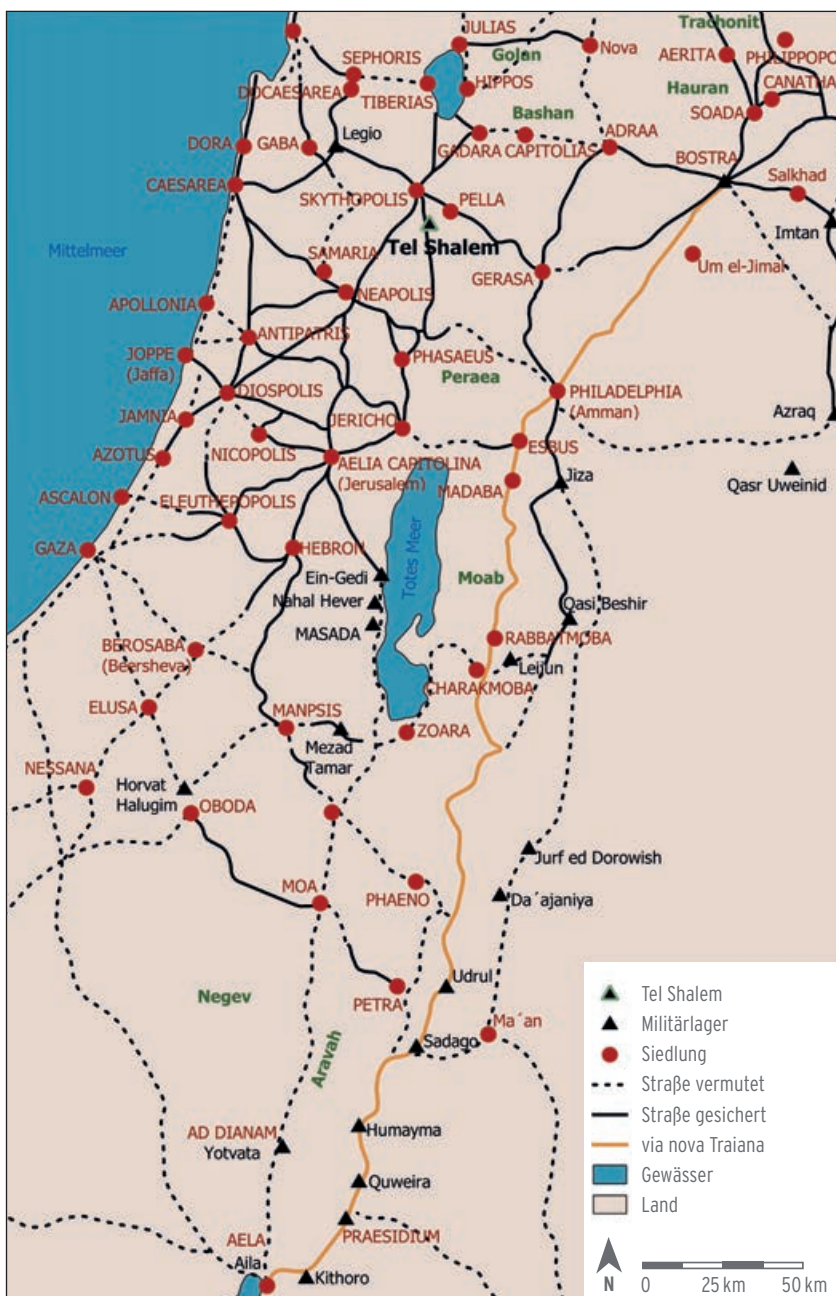 JULIAS
Trachonit
SEPHORIS
Golan
Nova
AERITA
PHILIPPOPO
DOCAESAREA
TIBERIAS
HIPPOS
Hauran
CANATHA
Bashan
SOADA
DORA
GABA
Legio
GADARA
CAPITOLIAS
ADRAA
BOSTRA
CAESAREA
SKYTHOPOLIS
PELLA
Salkhad
Imtan
Mittelmeer
Tel Shalem
SAMARIA
GERASA
Um el-Jimal
NEAPOLIS
APOLLONIA
ANTIPATRIS
JOPPE
(Jaffa)
PHASAEUS
Peraea
DIOSPOLIS
PHILADELPHIA
(Amman)
JAMNIA
JERICHO
Azraq
AZOTUS
NICOPOLIS
AELIA CAPITOLINA
(Jerusalem)
ESBUS
Jiza
MADABA
Qasr Uweinid
ASCALON
ELEUTHEPOPOLIS
GAZA
HEBRON
Totes Meer
Ein-Gedi
Moab
Nahal Hever
Qasi Beshir
MASADA
BEROSABA
(Beersheva)
RABBATMOBA
Leijun
CHARAKMOBA
ELUSA
MANPSIS
ZOARA
Mezad
Tamar
NESSANA
Horvat
Halugim
OBODA
Jurf ed Dorowish
MOA
PHAENO
Da´ajaniya
Negev
PETRA
Udrul
Ma´an
Sadago
Aravah
AD DIANAM
Yotvata
Humayma
Quweira
AELA
Aila
PRAESIDIUM
Kithoro
Tel Shalem
Militärlager
Siedlung
Straße vermutet
Straße gesichert
via nova Traiana
Gewässer
Land
N
0 25 km 50 km